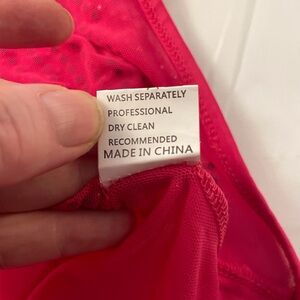 WASH SEPARATELY
PROFESSIONAL
DRY CLEAN
RECOMMENDED
MADE IN CHINA